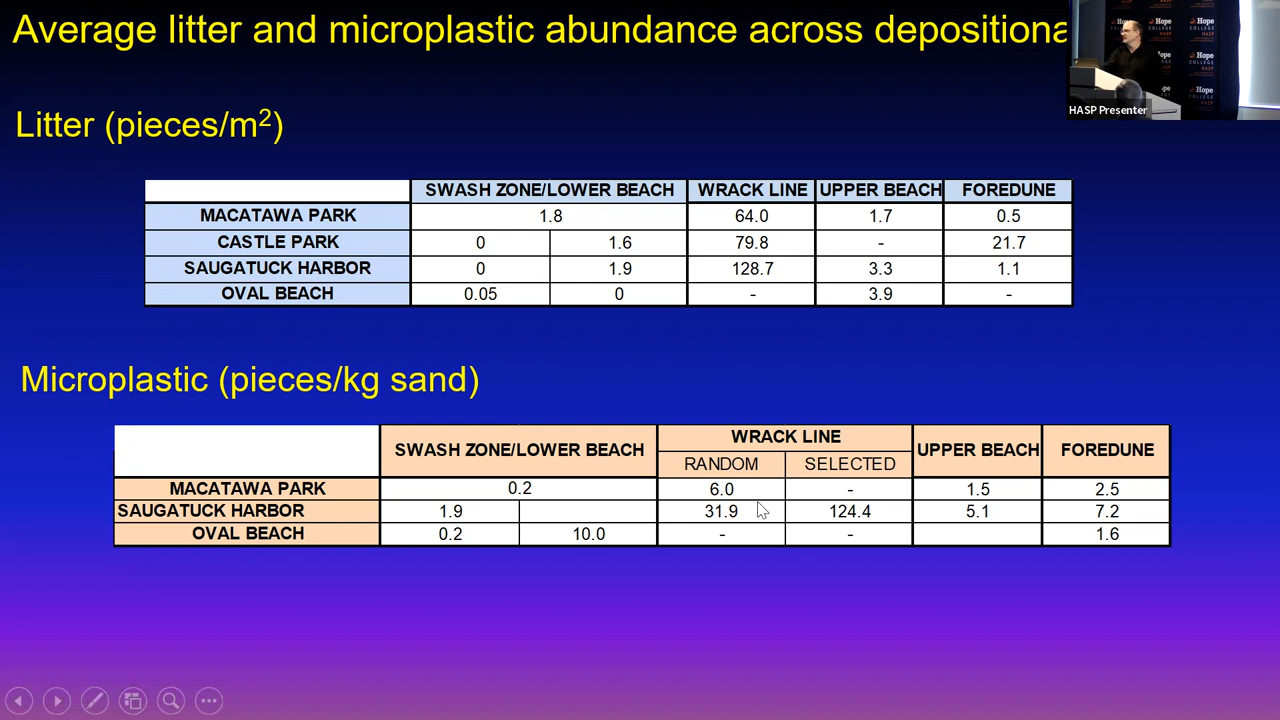 Average litter and microplastic abundance across depositiona
Hope
COLLEGE
HASP
HASP Presenter
Litter (pieces/m²)
SWASH ZONE/LOWER BEACH WRACK LINE UPPER BEACH FOREDUNE
MACATAWA PARK 1.8 64.0 1.7 0.5
CASTLE PARK 0 1.6 79.8 - 21.7
SAUGATUCK HARBOR 0 1.9 128.7 3.3 1.1
OVAL BEACH 0.05 0 - 3.9 -
Microplastic (pieces/kg sand)
SWASH ZONE/LOWER BEACH WRACK LINE UPPER BEACH FOREDUNE
RANDOM SELECTED
MACATAWA PARK 0.2 6.0 - 1.5 2.5
SAUGATUCK HARBOR 1.9 31.9 124.4 5.1 7.2
OVAL BEACH 0.2 10.0 - - 1.6